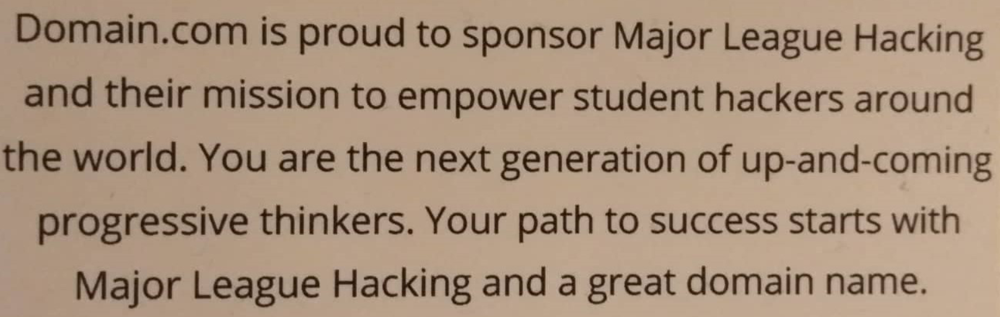 Domain.com is proud to sponsor Major League Hacking
and their mission to empower student hackers around
the world. You are the next generation of up-and-coming
progressive thinkers. Your path to success starts with
Major League Hacking and a great domain name.